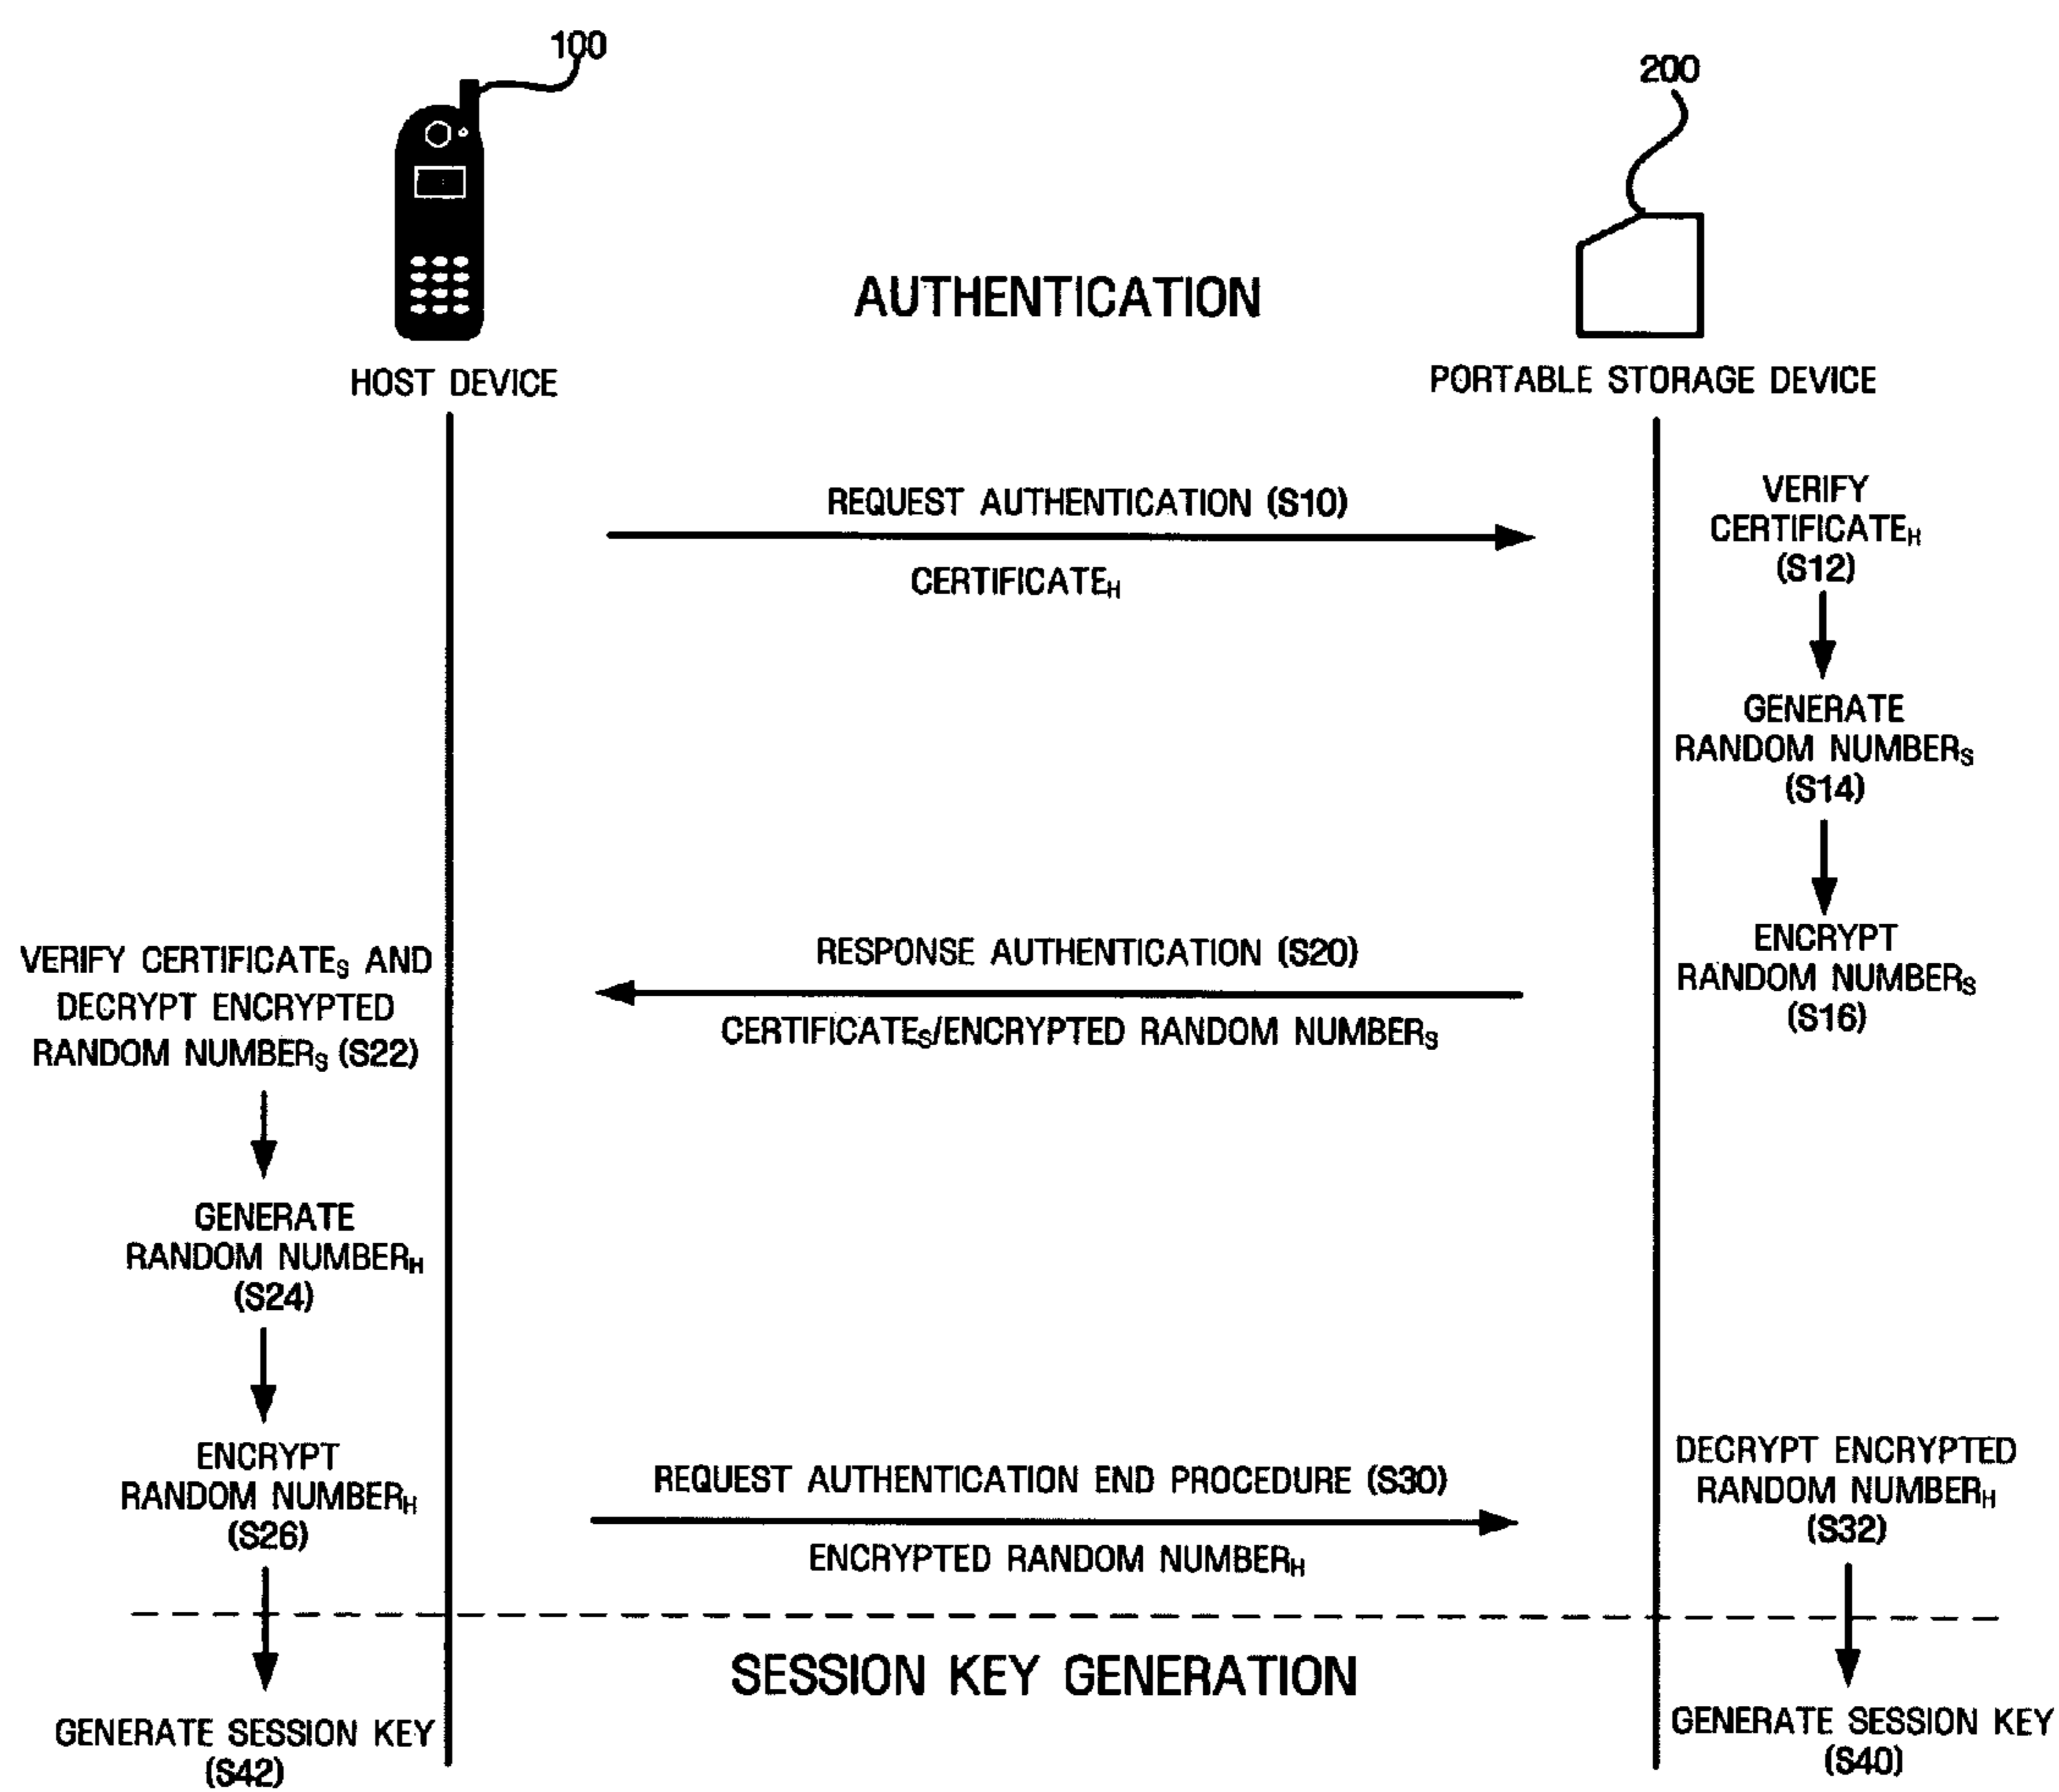 100
200
AUTHENTICATION
HOST DEVICE
PORTABLE STORAGE DEVICE
REQUEST AUTHENTICATION (S10)
CERTIFICATEH
VERIFY
CERTIFICATEH
(S12)
GENERATE
RANDOM NUMBERS
(S14)
ENCRYPT
RANDOM NUMBERS
(S16)
RESPONSE AUTHENTICATION (S20)
CERTIFICATES/ENCRYPTED RANDOM NUMBERS
VERIFY CERTIFICATES AND
DECRYPT ENCRYPTED
RANDOM NUMBERS (S22)
GENERATE
RANDOM NUMBERH
(S24)
ENCRYPT
RANDOM NUMBERH
(S26)
REQUEST AUTHENTICATION END PROCEDURE (S30)
ENCRYPTED RANDOM NUMBERH
DECRYPT ENCRYPTED
RANDOM NUMBERH
(S32)
SESSION KEY GENERATION
GENERATE SESSION KEY
(S42)
GENERATE SESSION KEY
(S40)